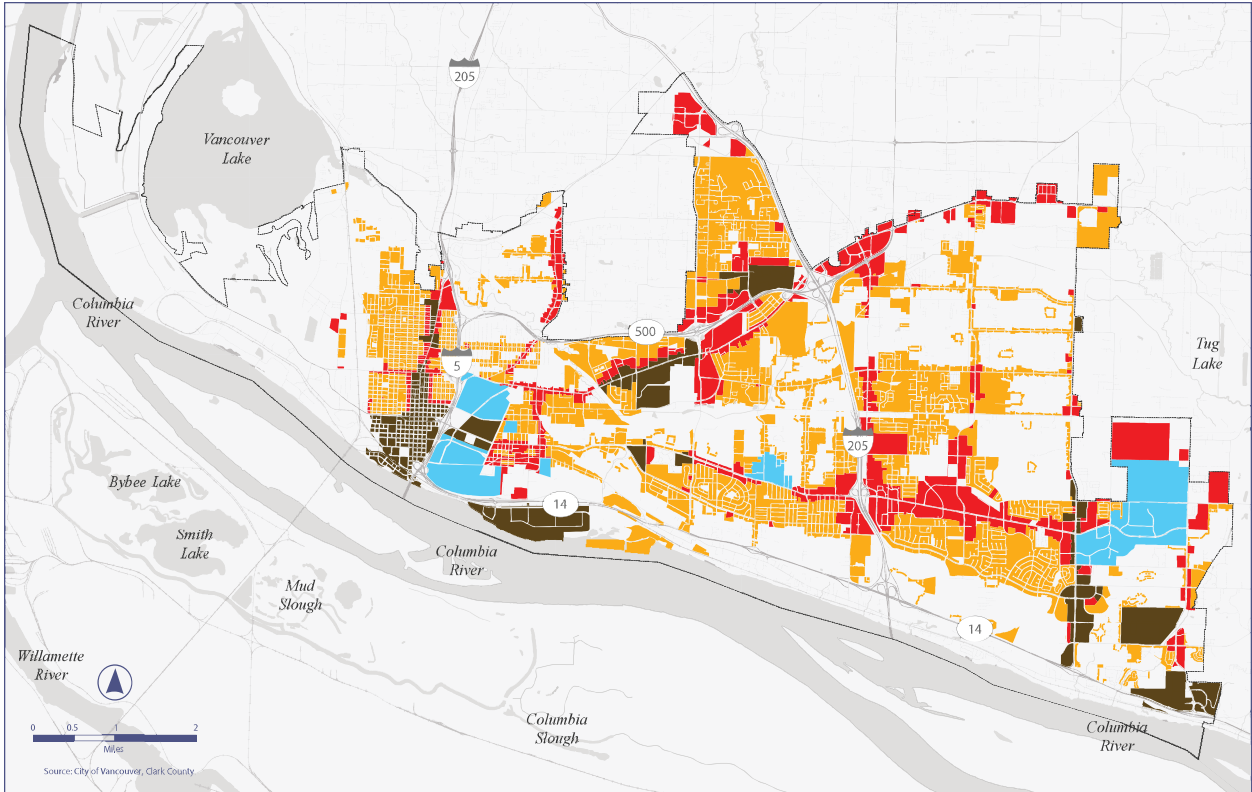 205
Vancouver
Lake
Columbia
River
500
5
Tug
Lake
205
Bybee Lake
14
Smith
Lake
Columbia
River
Mud
Slough
14
Willamette
River
Columbia
Slough
Columbia
River
0 0.5 1 2
Miles
Source: City of Vancouver, Clark County